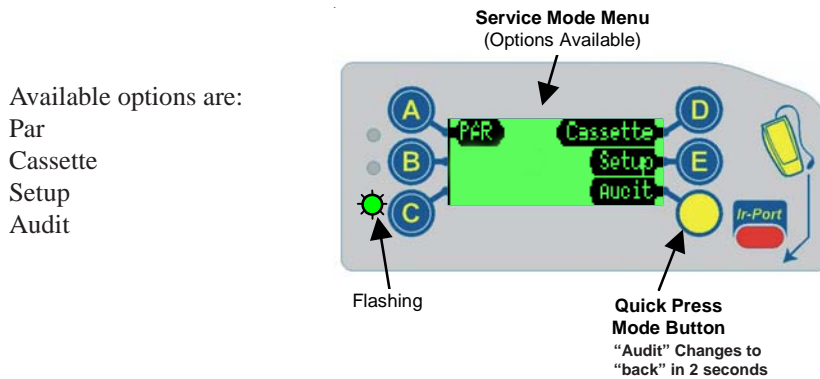 Service Mode Menu
(Options Available)
Available options are:
Par
Cassette
Setup
Audit
A
PAR
Cassette
D
B
Setup
E
C
Audit
Ir-Port
Flashing
Quick Press
Mode Button
“Audit” Changes to
“back” in 2 seconds